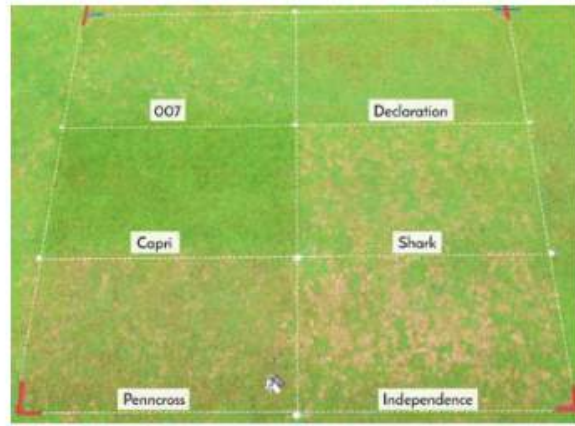 007
Declaration
Capri
Shark
Penncross
Independence